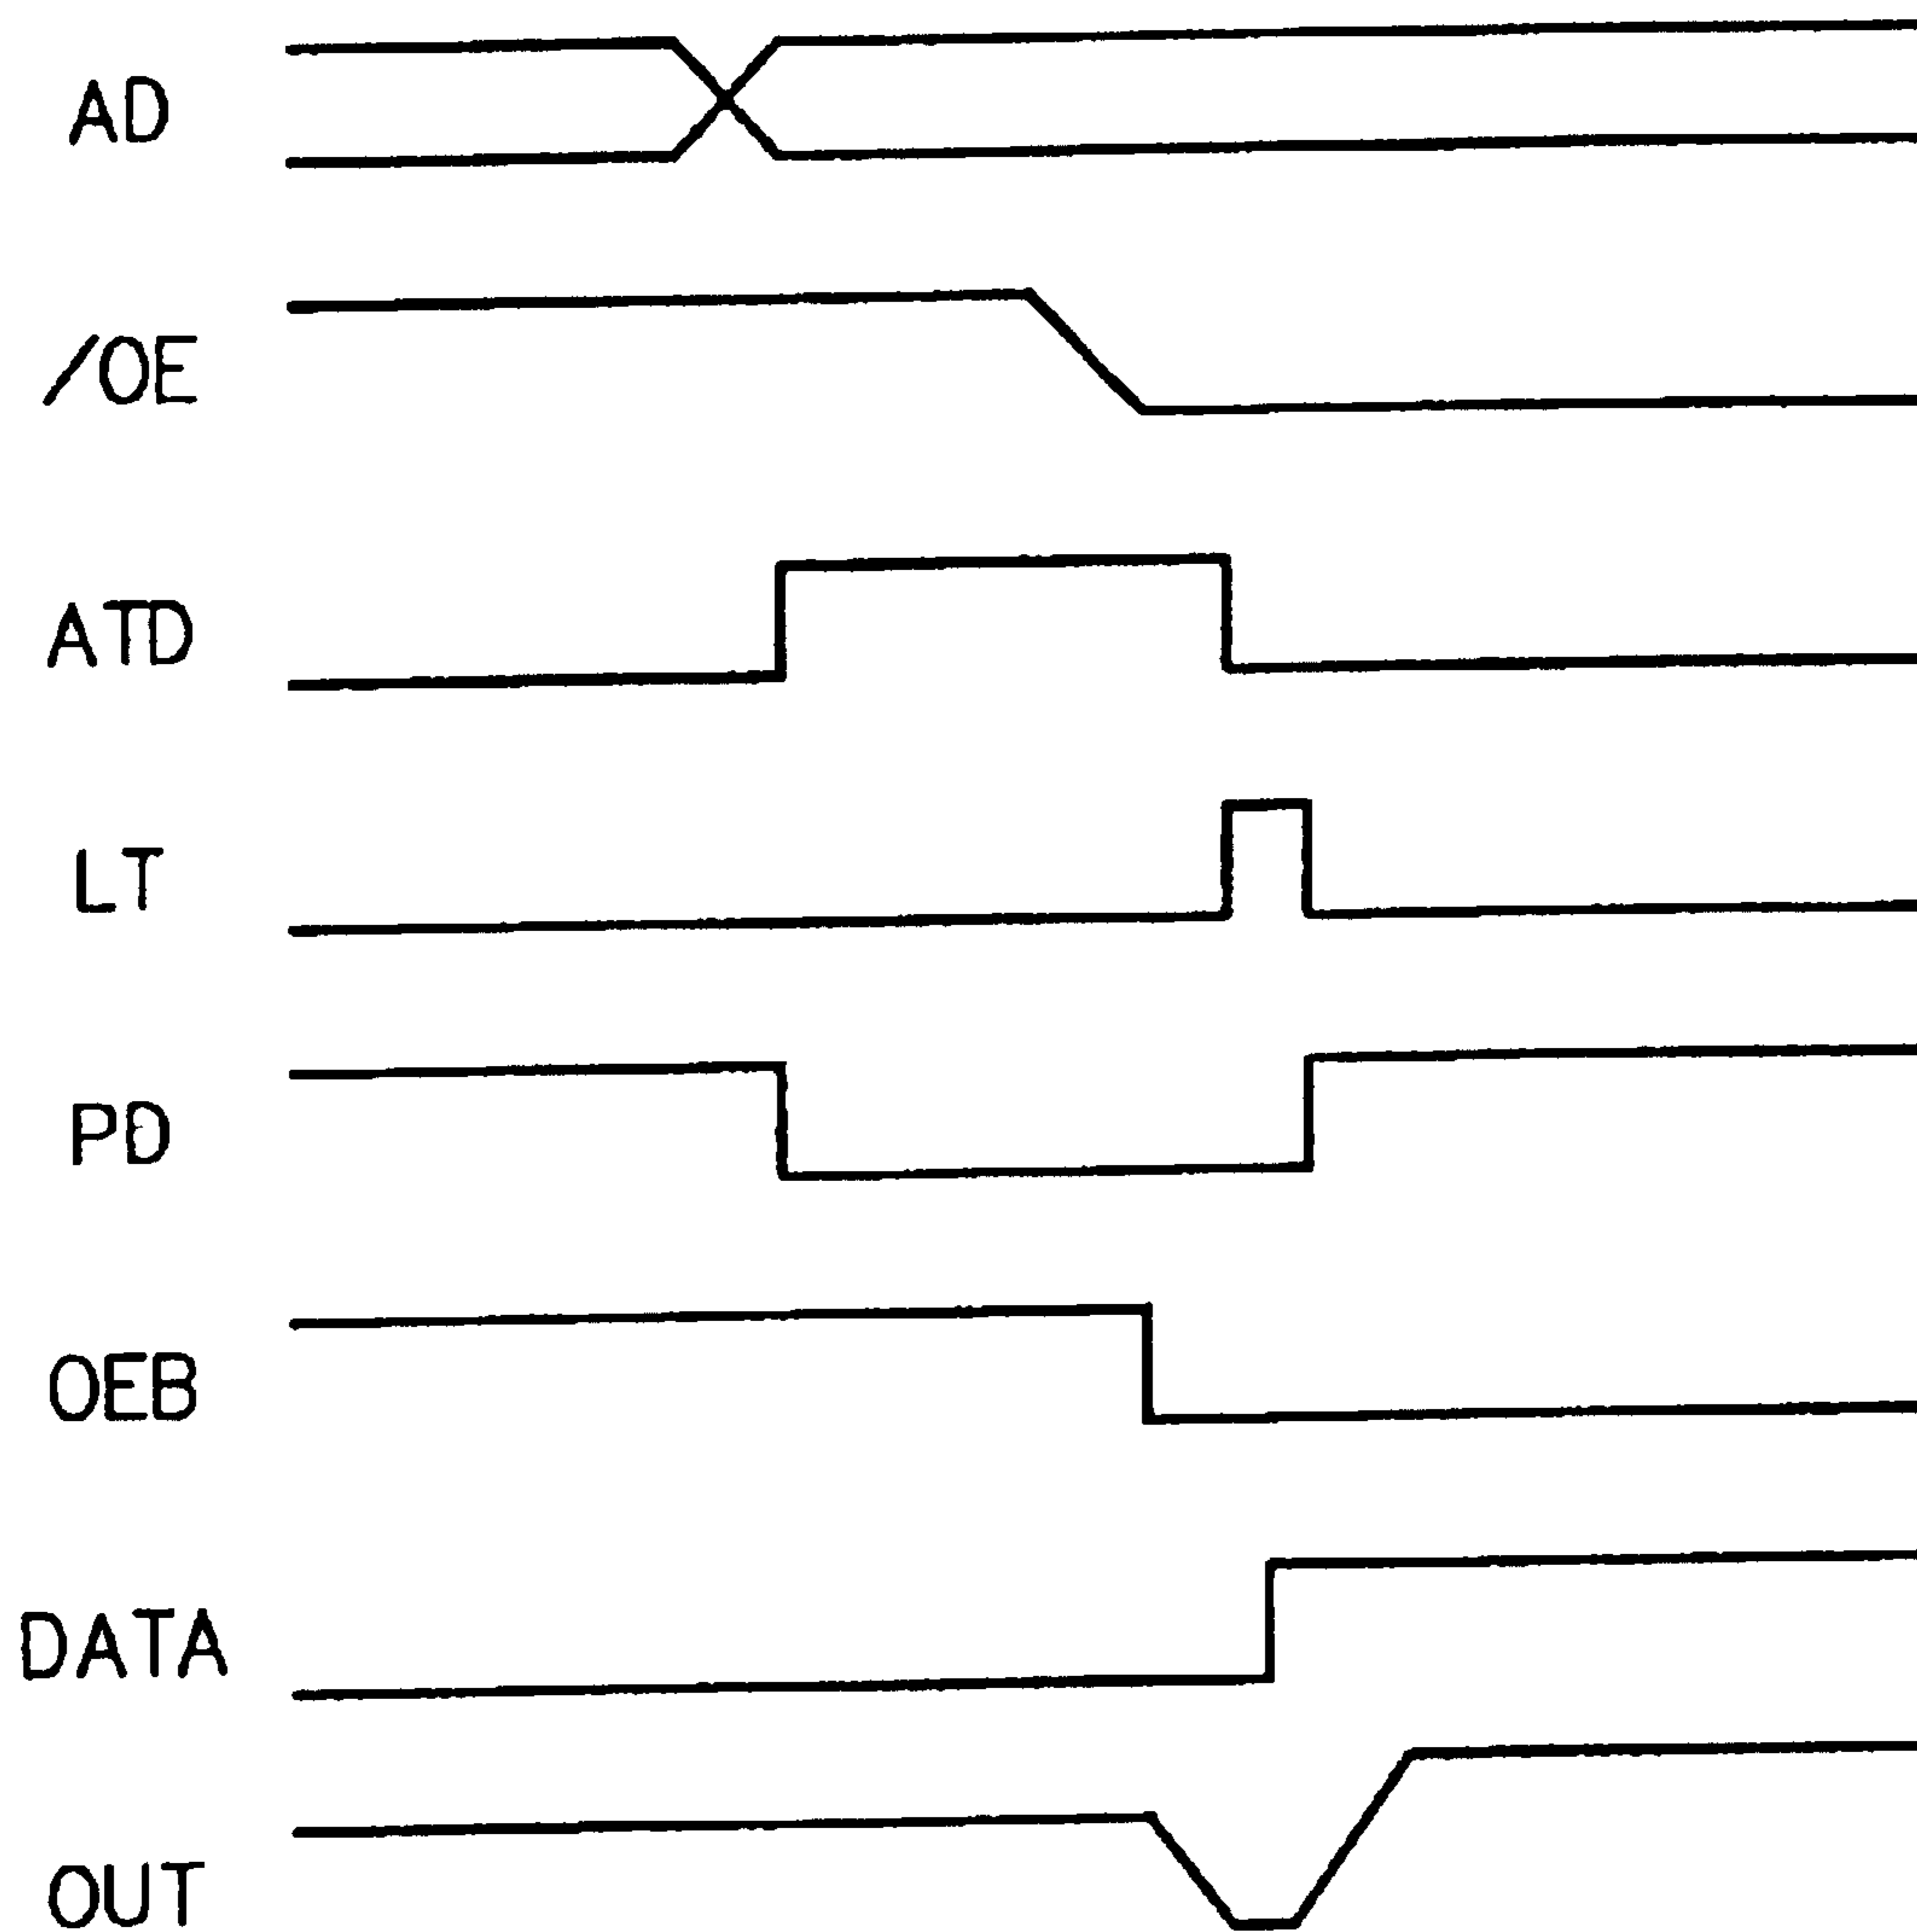 AD
/OE
ATD
LT
PD
OEB
DATA
OUT